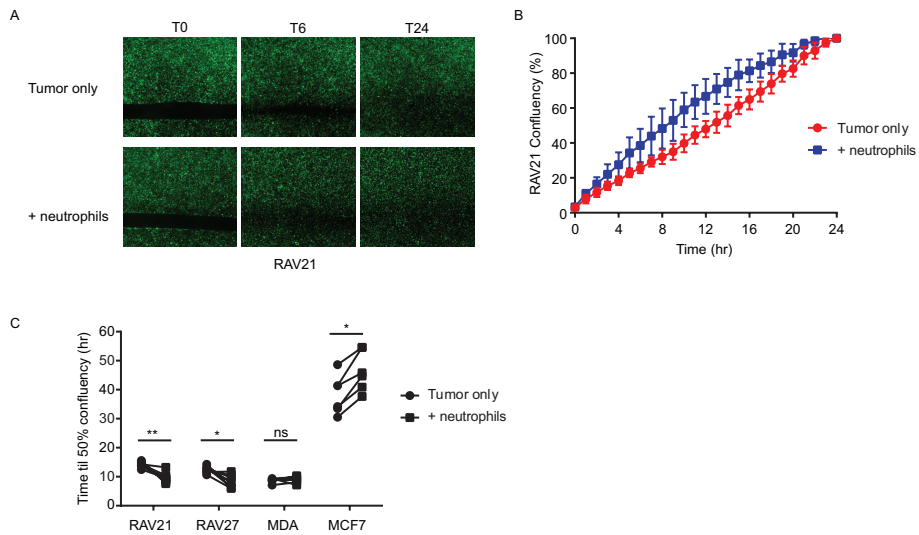 A
T0 T6 T24
Tumor only
+ neutrophils
RAV21
B
RAV21 Confluency (%)
100
80
60
40
20
0
0 4 8 12 16 20 24
Time (hr)
Tumor only
+ neutrophils
C
Time til 50% confluency (hr)
60
50
40
30
20
10
0
** * ns *
RAV21 RAV27 MDA MCF7
Tumor only
+ neutrophils